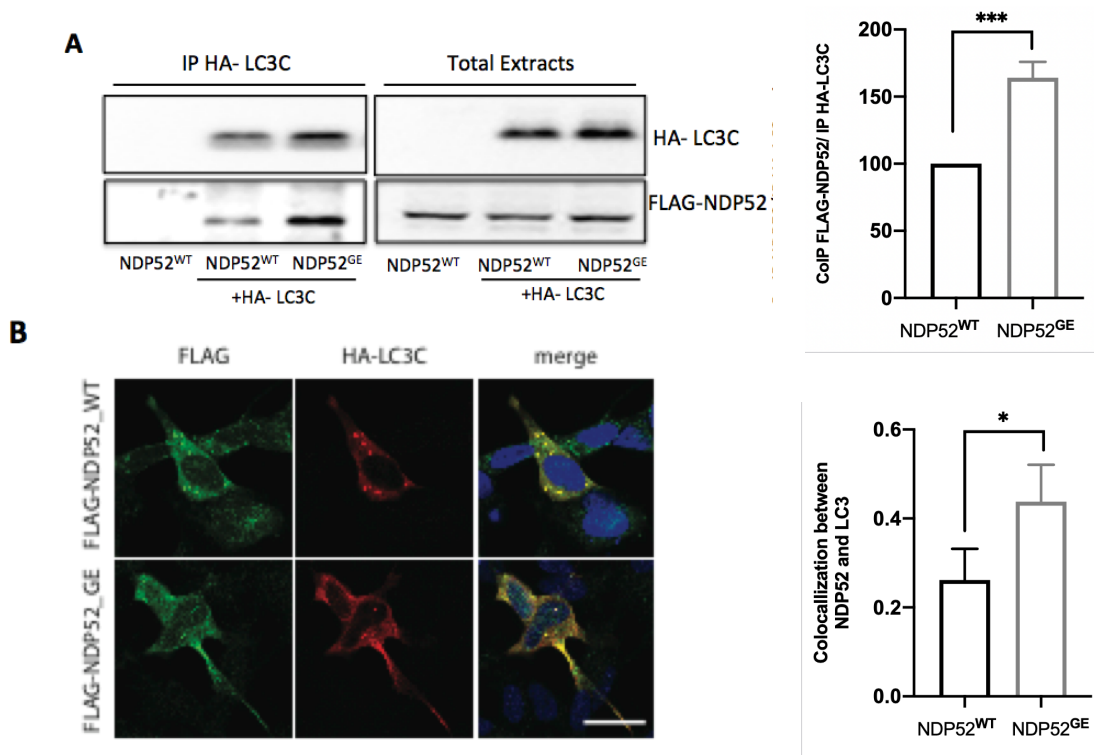 A
IP HA- LC3C
Total Extracts
HA- LC3C
FLAG-NDP52
NDP52WT
NDP52WT
NDP52GE
+HA- LC3C
NDP52WT
NDP52WT
NDP52GE
+HA- LC3C
CoIP FLAG-NDP52/ IP HA-LC3C
200
150
100
50
0
***
NDP52WT
NDP52GE
B
FLAG
HA-LC3C
merge
FLAG-NDP52_WT
FLAG-NDP52_GE
Colocallization between
NDP52 and LC3
0.6
0.4
0.2
0.0
*
NDP52WT
NDP52GE